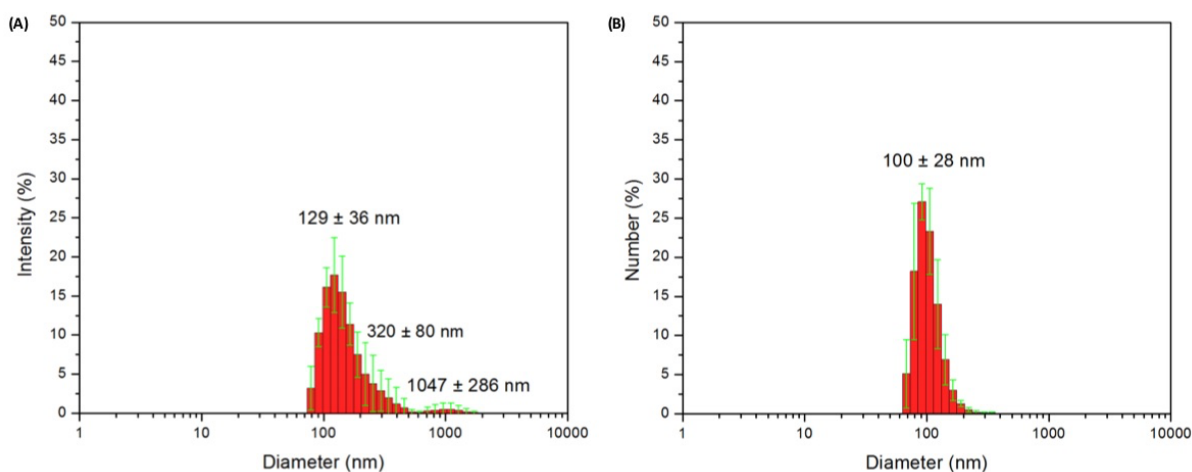 (A)
50
45
40
35
30
25
20
15
10
5
0
Intensity (%)
129 ± 36 nm
320 ± 80 nm
1047 ± 286 nm
1 10 100 1000 10000
Diameter (nm)
(B)
50
45
40
35
30
25
20
15
10
5
0
Number (%)
100 ± 28 nm
1 10 100 1000 10000
Diameter (nm)